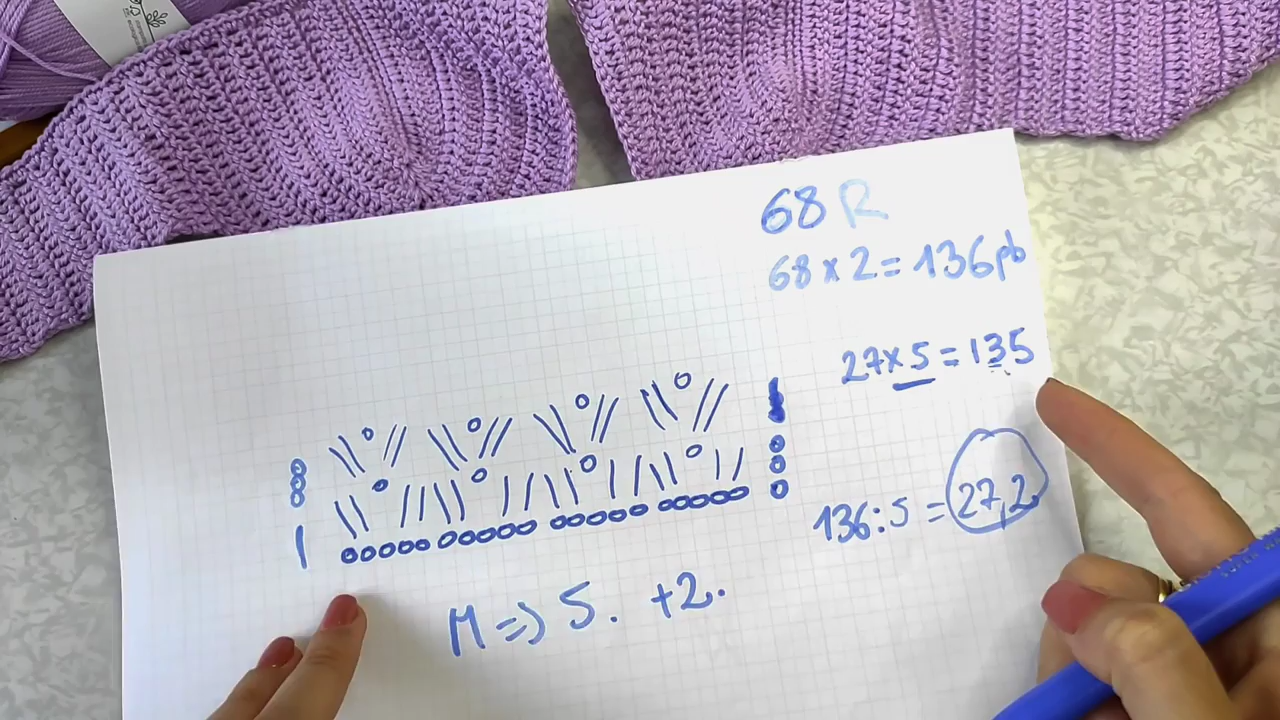 68 R
68 x 2 = 136 pb
27 x 5 = 135
136 : 5 = 27,2
M => 5. +2.